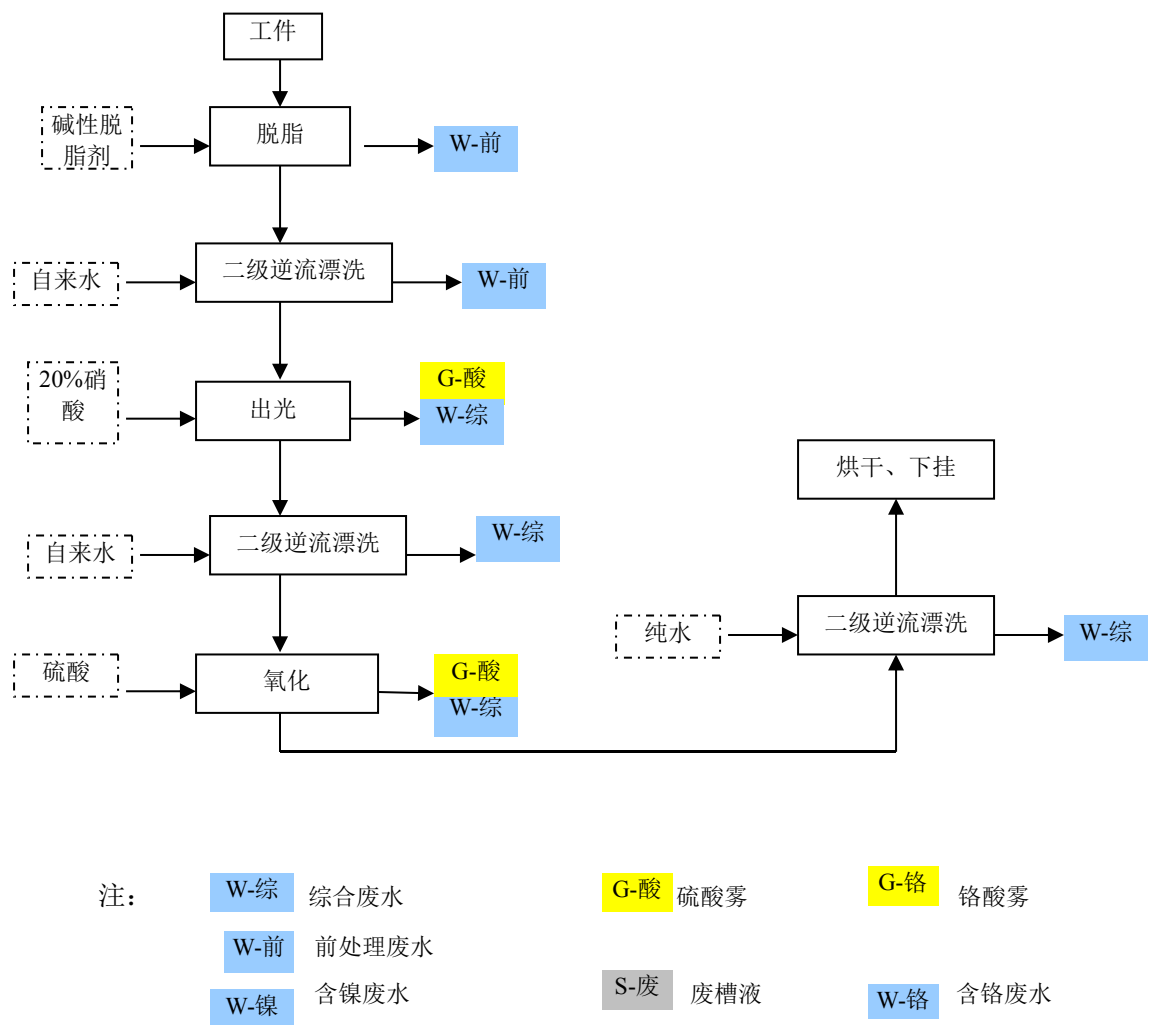 工件
碱性脱
脂剂
脱脂
W-前
自来水
二级逆流漂洗
W-前
20%硝
酸
出光
G-酸
W-综
自来水
二级逆流漂洗
W-综
硫酸
氧化
G-酸
W-综
烘干、下挂
纯水
二级逆流漂洗
W-综
注：
W-综 综合废水
G-酸 硫酸雾
G-铬 铬酸雾
W-前 前处理废水
W-镍 含镍废水
S-废 废槽液
W-铬 含铬废水